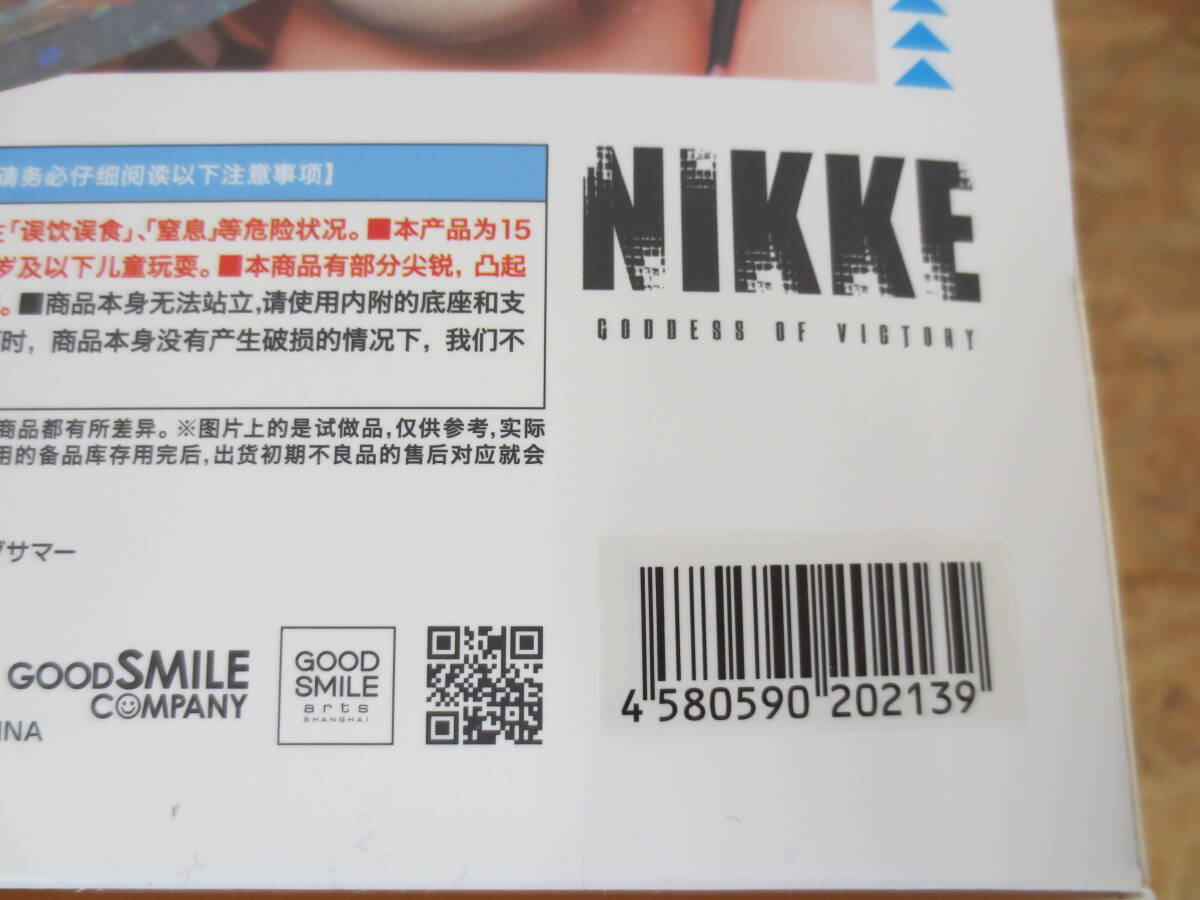 请务必仔细阅读以下注意事项】
「误饮误食」、「窒息」等危险状况。■本产品为15
岁及以下儿童玩耍。■本商品有部分尖锐，凸起
。■商品本身无法站立,请使用内附的底座和支
时，商品本身没有产生破损的情况下，我们不
商品都有所差异。※图片上的是试做品,仅供参考,实际
用的备品库存用完后,出货初期不良品的售后对应就会
NIKKE
GODDESS OF VICTORY
サマー
GOOD SMILE
COMPANY
INA
GOOD
SMILE
arts
SHANGHAI
4 580590 202139